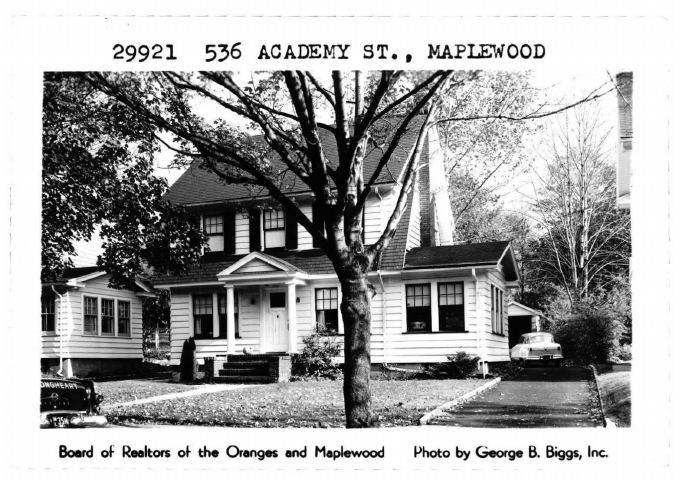 29921 536 ACADEMY ST., MAPLEWOOD
Board of Realtors of the Oranges and Maplewood Photo by George B. Biggs, Inc.